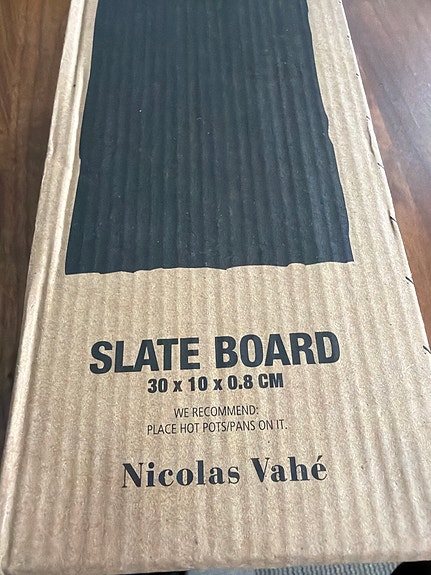 SLATE BOARD
30 x 10 x 0.8 CM
WE RECOMMEND:
PLACE HOT POTS/PANS ON IT.
Nicolas Vahé